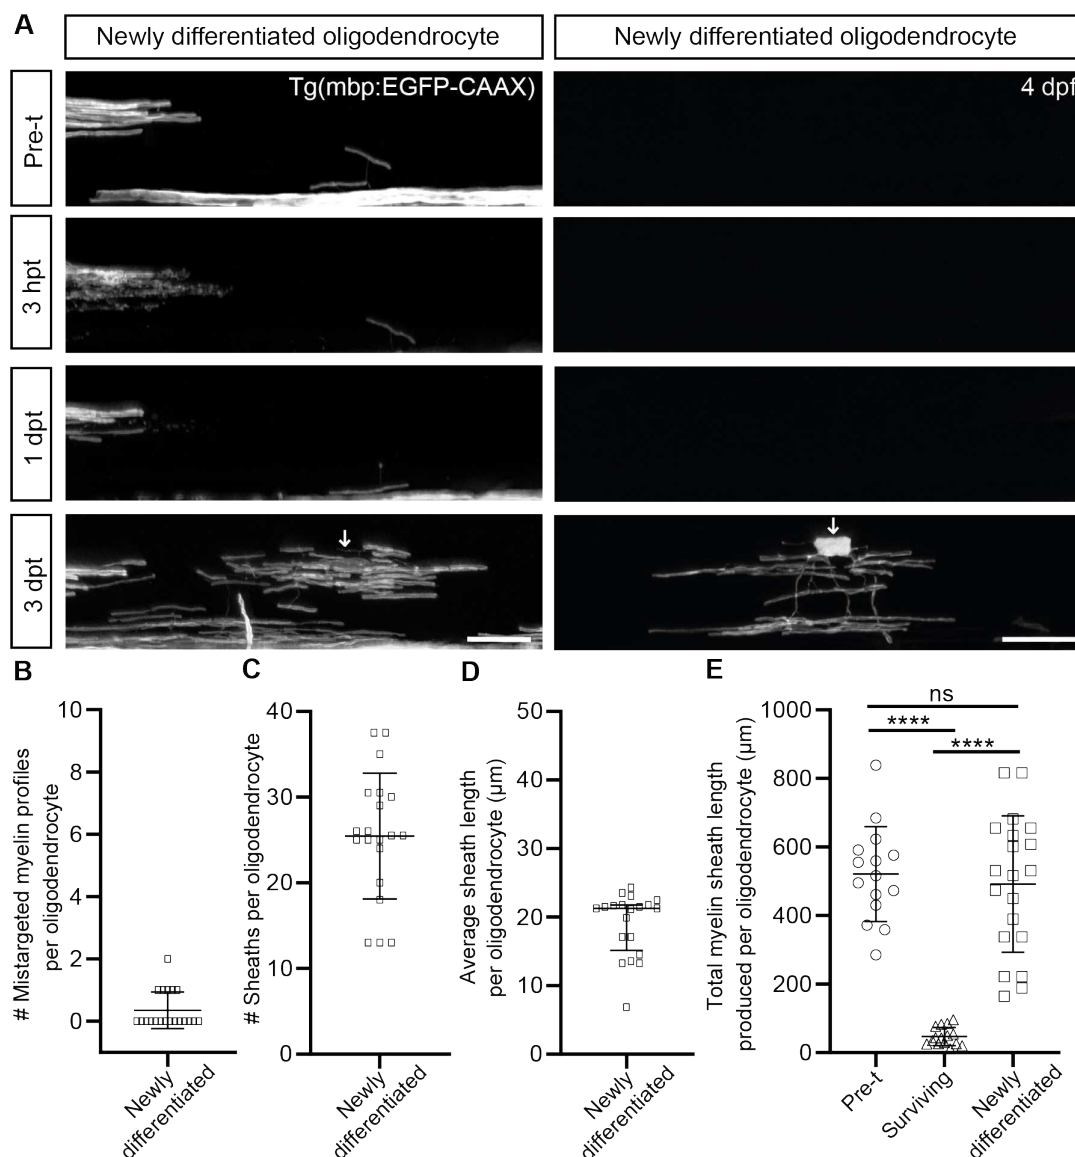 A
Newly differentiated oligodendrocyte
Newly differentiated oligodendrocyte
Pre-t
Tg(mbp:EGFP-CAAX)
4 dpf
3 hpt
1 dpt
3 dpt
B
# Mistargeted myelin profiles
per oligodendrocyte
10
8
6
4
2
0
Newly
differentiated
C
# Sheaths per oligodendrocyte
40
30
20
10
0
Newly
differentiated
D
Average sheath length
per oligodendrocyte (µm)
50
40
30
20
10
0
Newly
differentiated
E
Total myelin sheath length
produced per oligodendrocyte (µm)
1000
800
600
400
200
0
ns
****
****
Pre-t
Surviving
Newly
differentiated